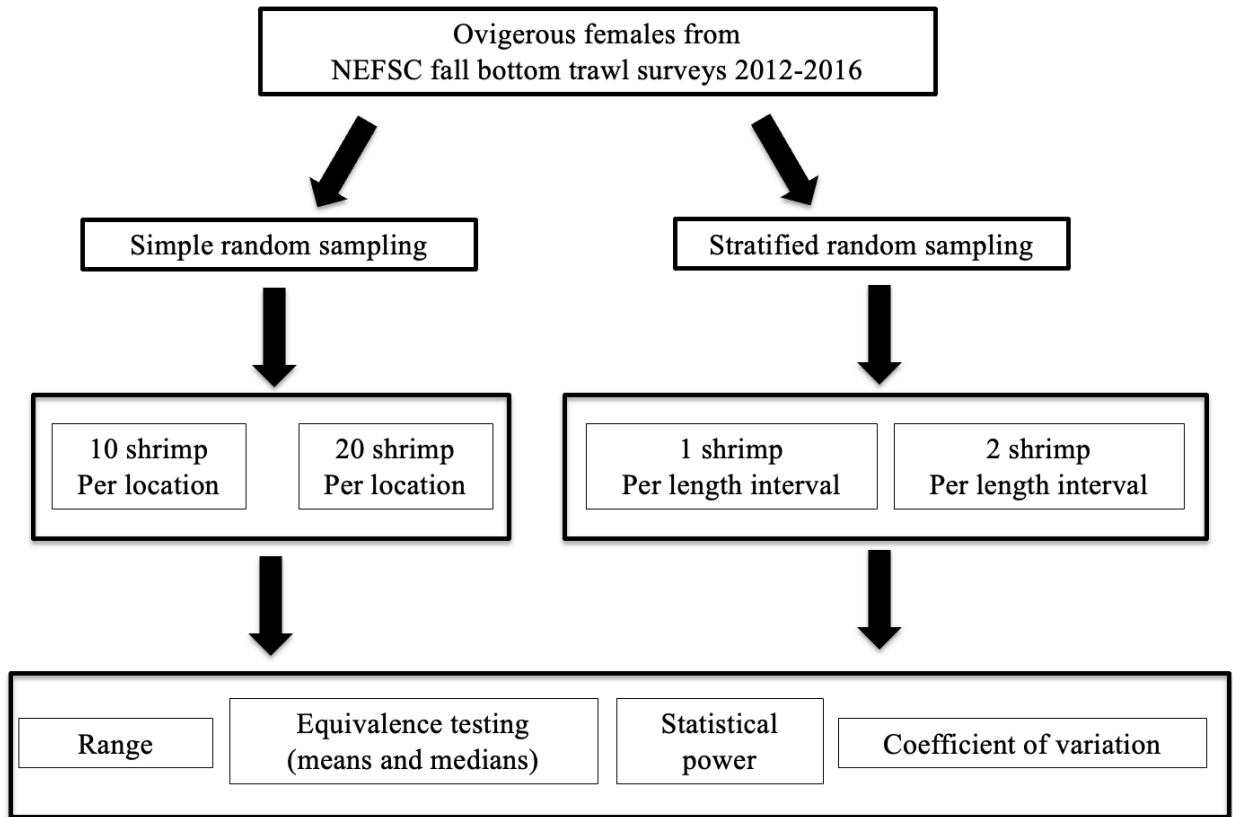 Ovigerous females from
NEFSC fall bottom trawl surveys 2012-2016
Simple random sampling
Stratified random sampling
10 shrimp
Per location
20 shrimp
Per location
1 shrimp
Per length interval
2 shrimp
Per length interval
Range
Equivalence testing
(means and medians)
Statistical
power
Coefficient of variation